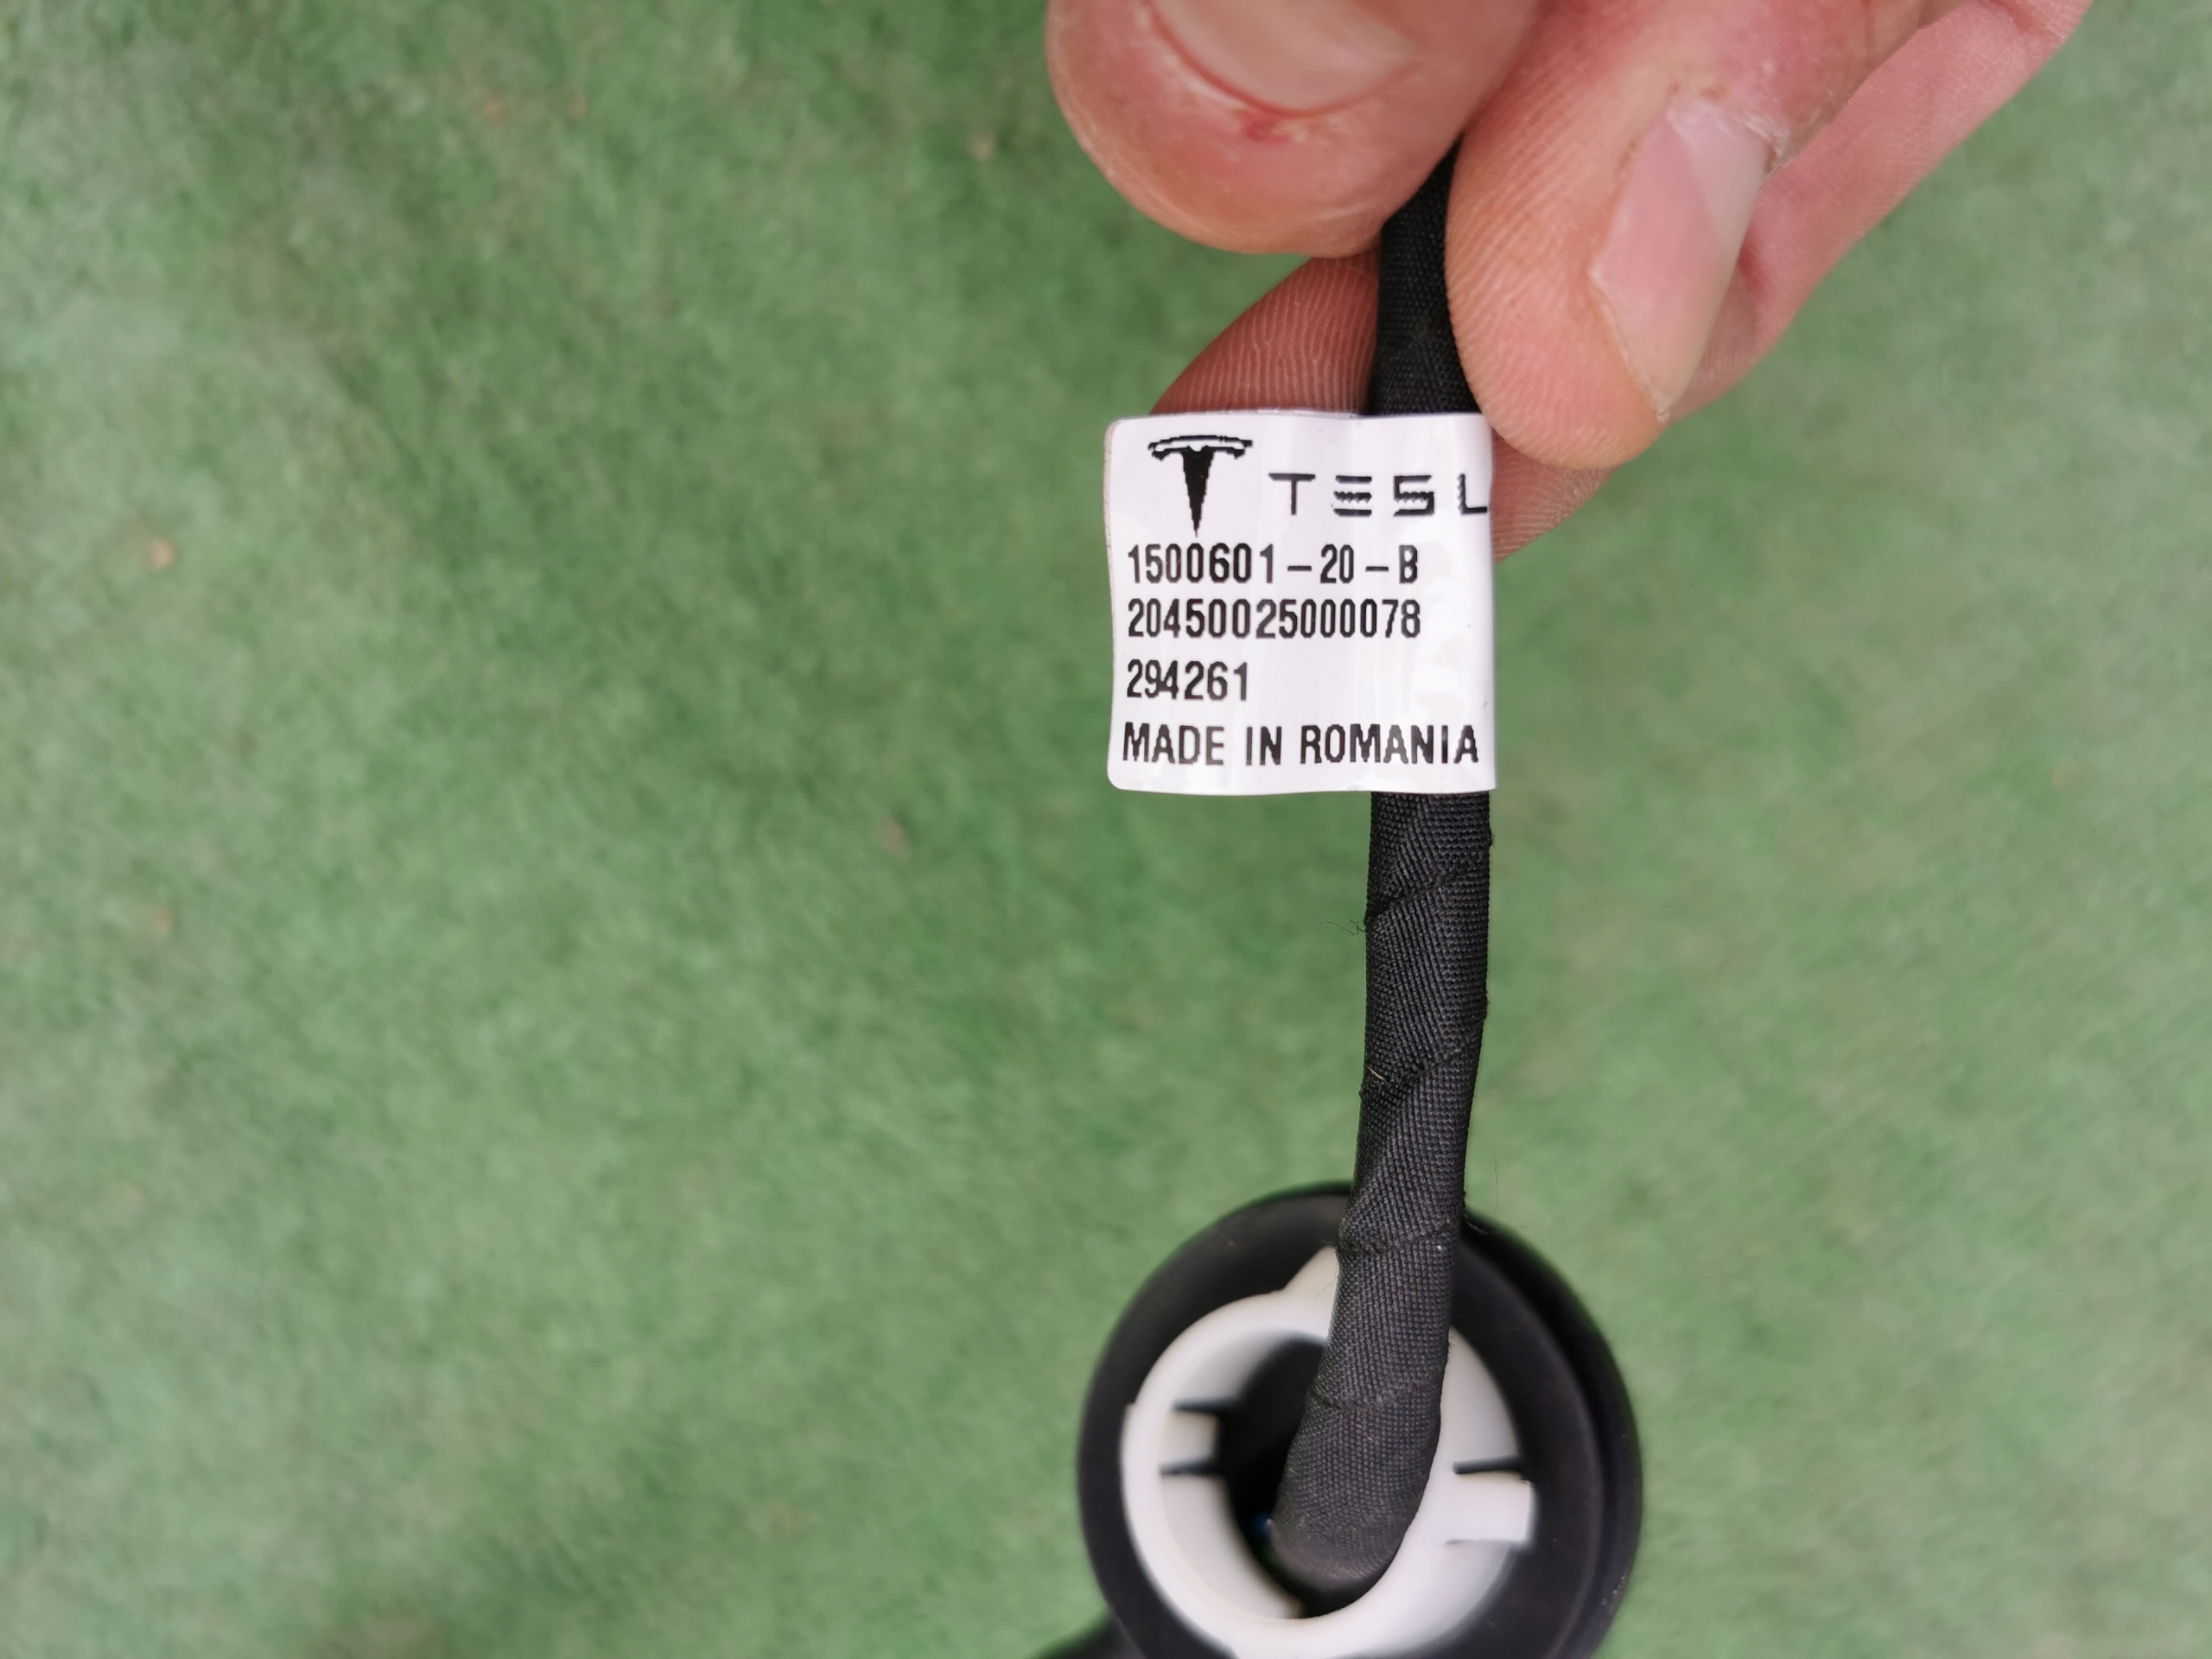 TESL
1500601-20-B
20450025000078
294261
MADE IN ROMANIA